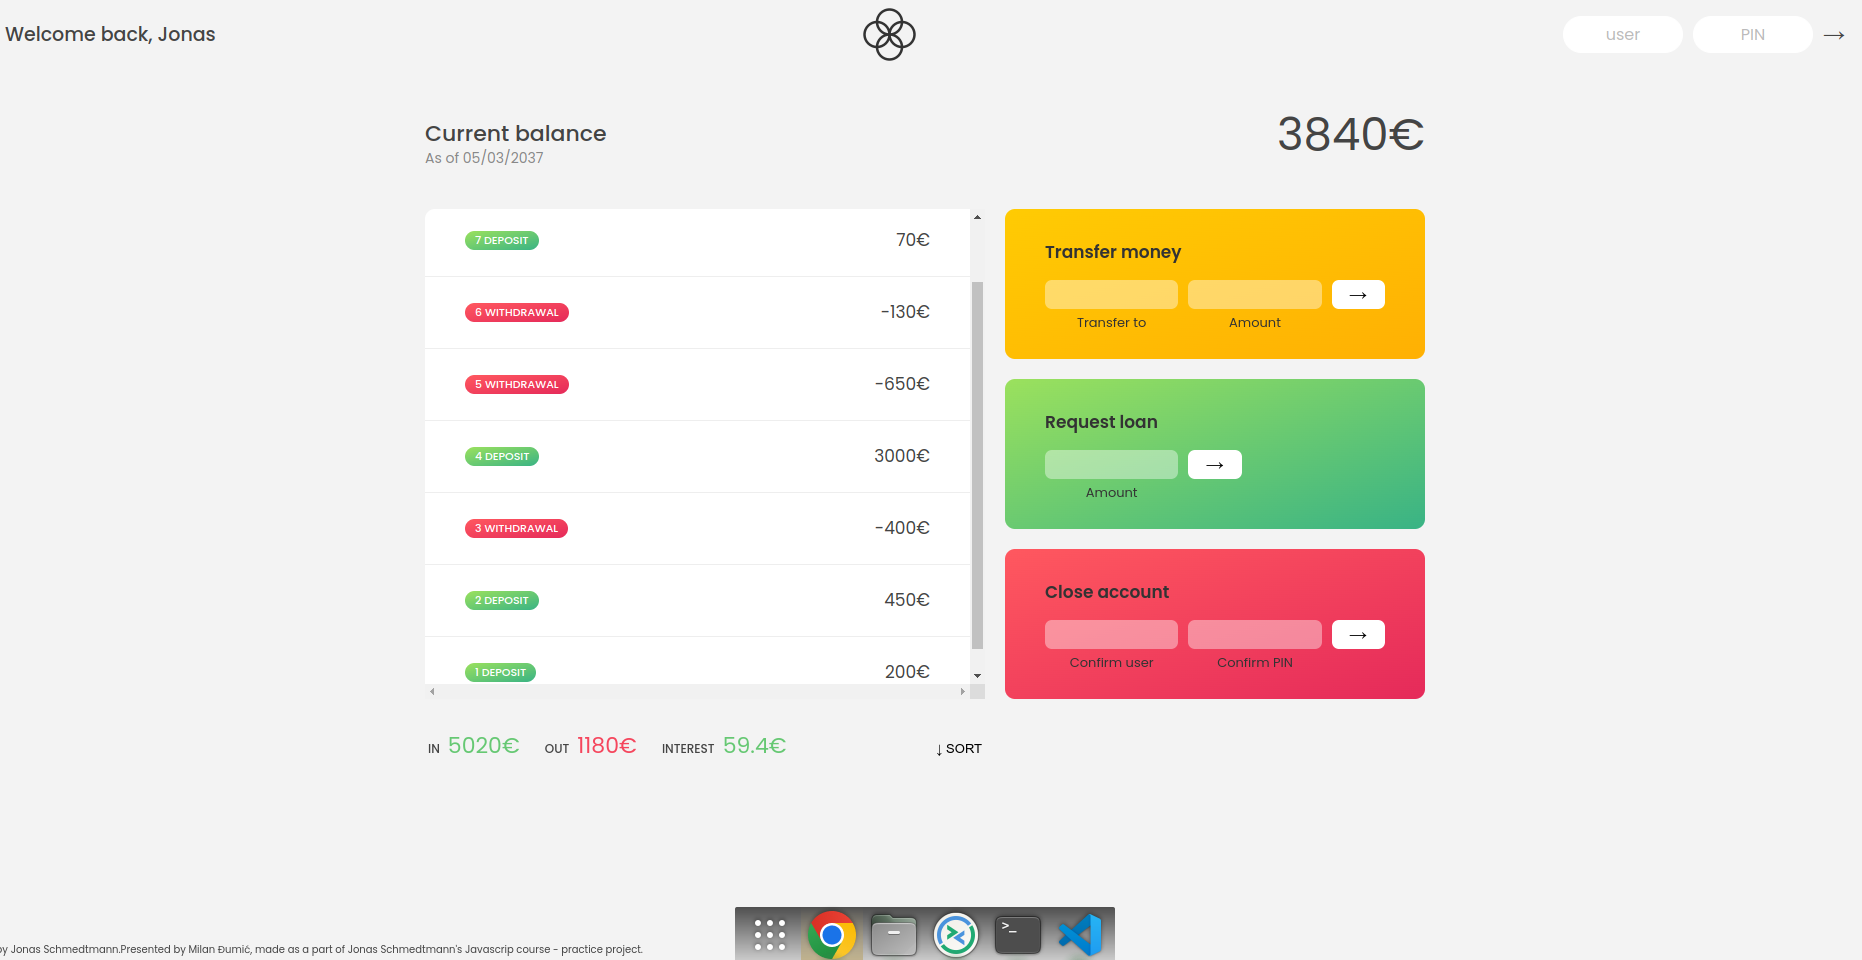 Welcome back, Jonas
user
PIN
→
Current balance
As of 05/03/2037
3840€
7 DEPOSIT
70€
6 WITHDRAWAL
-130€
5 WITHDRAWAL
-650€
4 DEPOSIT
3000€
3 WITHDRAWAL
-400€
2 DEPOSIT
450€
1 DEPOSIT
200€
Transfer money
→
Transfer to
Amount
Request loan
→
Amount
Close account
→
Confirm user
Confirm PIN
IN 5020€ OUT 1180€ INTEREST 59.4€
↓ SORT
by Jonas Schmedtmann.Presented by Milan Đumić, made as a part of Jonas Schmedtmann's Javascrip course - practice project.
>_